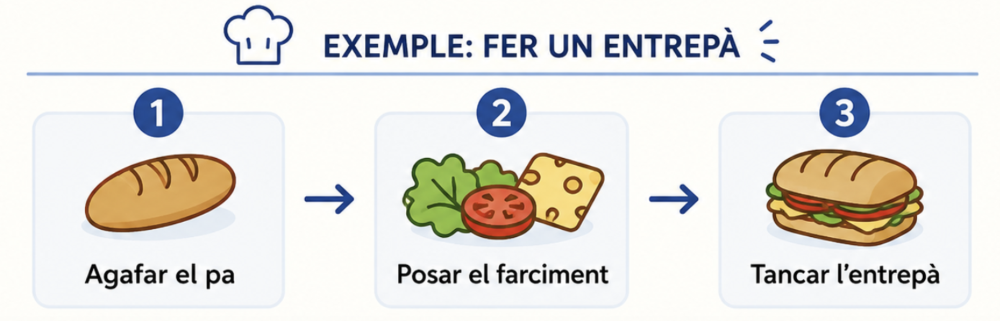 EXEMPLE: FER UN ENTREPÀ
1
2
3
Agafar el pa
Posar el farciment
Tancar l’entrepà